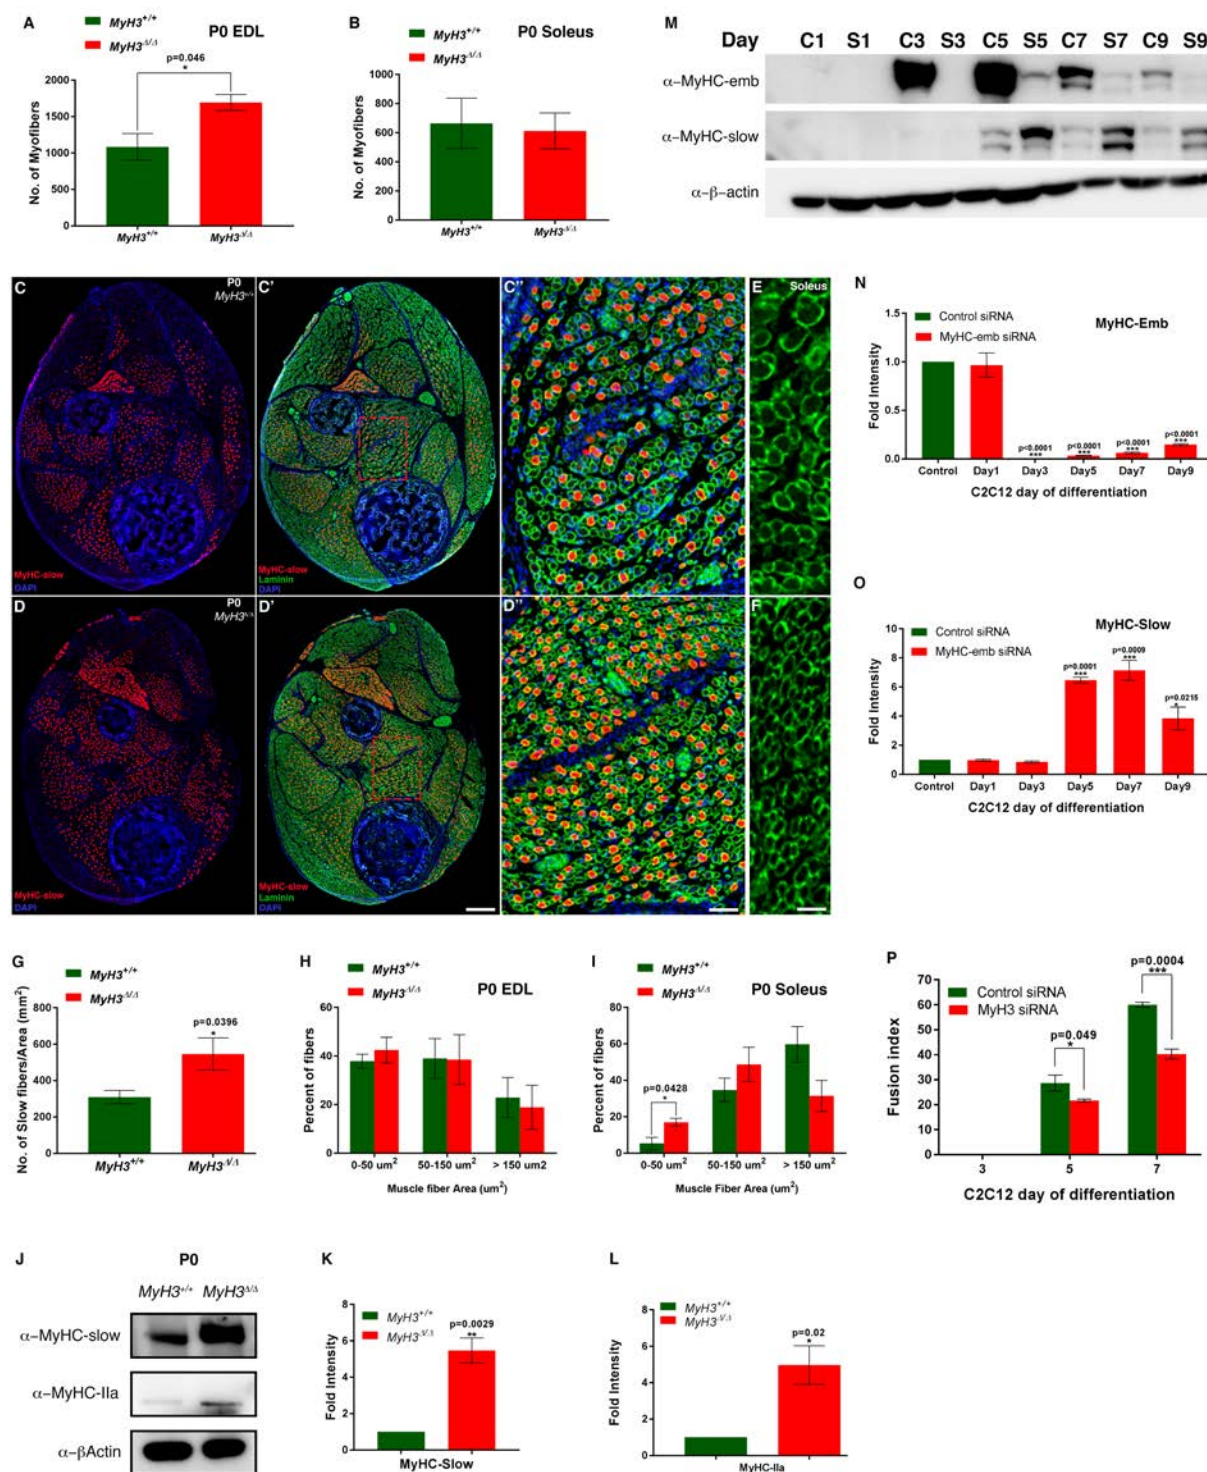 A
MyH3+/+
MyH3Δ/Δ
P0 EDL
p=0.046
*
2000
1500
1000
500
0
No. of Myofibers
MyH3+/+
MyH3Δ/Δ
B
MyH3+/+
MyH3Δ/Δ
P0 Soleus
1000
800
600
400
200
0
No. of Myofibers
MyH3+/+
MyH3Δ/Δ
M
Day C1 S1 C3 S3 C5 S5 C7 S7 C9 S9
α-MyHC-emb
α-MyHC-slow
α-β-actin
C
P0
MyH3+/+
MyHC-slow
DAPI
C'
MyHC-slow
Laminin
DAPI
C''
E
Soleus
D
P0
MyH3Δ/Δ
MyHC-slow
DAPI
D'
MyHC-slow
Laminin
DAPI
D''
F
N
Control siRNA
MyHC-emb siRNA
MyHC-Emb
1.5
1.0
0.5
0.0
Fold Intensity
p<0.0001
***
p<0.0001
***
p<0.0001
***
p<0.0001
***
Control Day1 Day3 Day5 Day7 Day9
C2C12 day of differentiation
O
Control siRNA
MyHC-emb siRNA
MyHC-Slow
10
8
6
4
2
0
Fold Intensity
p=0.0001
***
p=0.0009
***
p=0.0215
*
Control Day1 Day3 Day5 Day7 Day9
C2C12 day of differentiation
G
MyH3+/+
MyH3Δ/Δ
p=0.0396
*
800
600
400
200
0
No. of Slow fibers/Area (mm2)
MyH3+/+
MyH3Δ/Δ
H
MyH3+/+
MyH3Δ/Δ
P0 EDL
80
60
40
20
0
Percent of fibers
0-50 um2 50-150 um2 > 150 um2
Muscle fiber Area (um2)
I
MyH3+/+
MyH3Δ/Δ
P0 Soleus
p=0.0428
*
80
60
40
20
0
Percent of fibers
0-50 um2 50-150 um2 > 150 um2
Muscle Fiber Area (um2)
P
Control siRNA
MyH3 siRNA
p=0.049
*
p=0.0004
***
70
60
50
40
30
20
10
0
Fusion index
3 5 7
C2C12 day of differentiation
J
P0
MyH3+/+ MyH3Δ/Δ
α-MyHC-slow
α-MyHC-IIa
α-βActin
K
MyH3+/+
MyH3Δ/Δ
p=0.0029
**
8
6
4
2
0
Fold Intensity
MyHC-Slow
L
MyH3+/+
MyH3Δ/Δ
p=0.02
*
8
6
4
2
0
Fold Intensity
MyHC-IIa